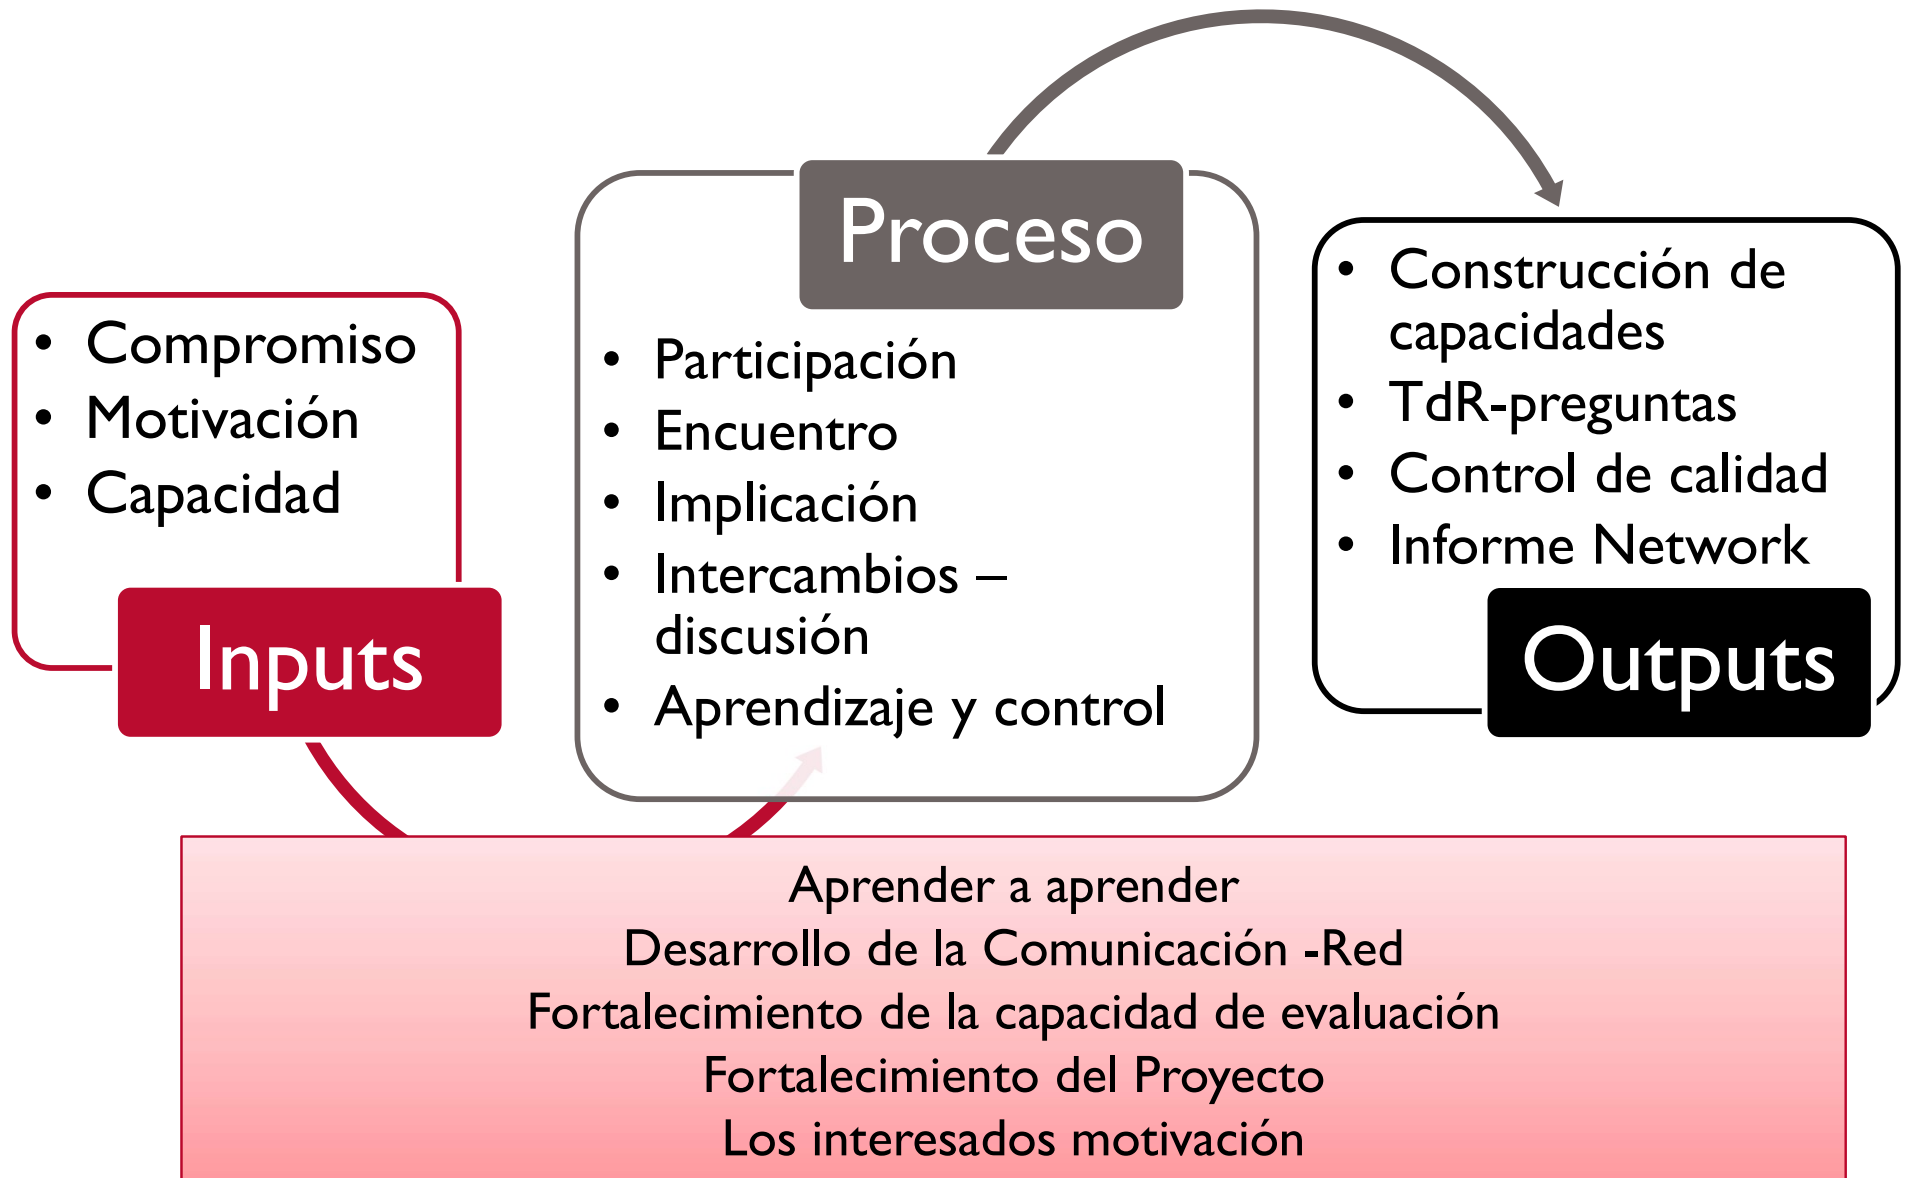 • Compromiso
• Motivación
• Capacidad
Inputs
Proceso
• Participación
• Encuentro
• Implicación
• Intercambios –
discusión
• Aprendizaje y control
• Construcción de
capacidades
• TdR-preguntas
• Control de calidad
• Informe Network
Outputs
Aprender a aprender
Desarrollo de la Comunicación -Red
Fortalecimiento de la capacidad de evaluación
Fortalecimiento del Proyecto
Los interesados motivación